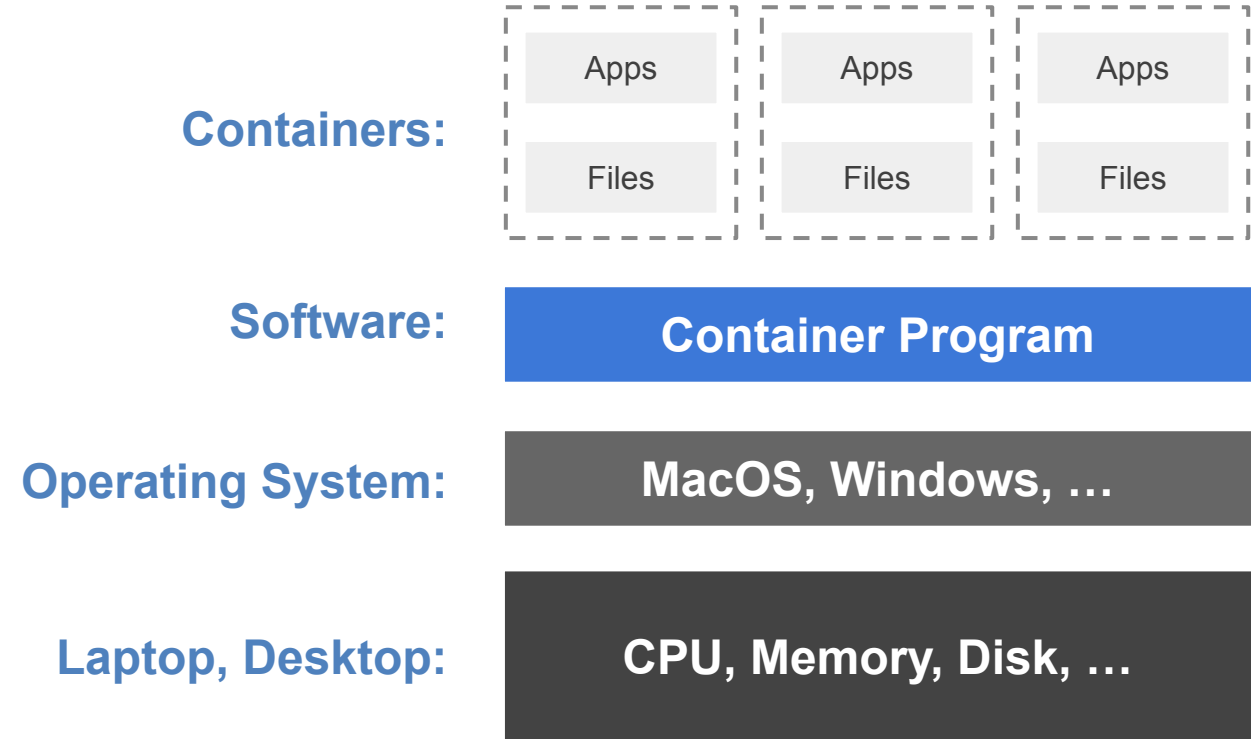 Containers:
Apps
Apps
Apps
Files
Files
Files
Software:
Container Program
Operating System:
MacOS, Windows, …
Laptop, Desktop:
CPU, Memory, Disk, …